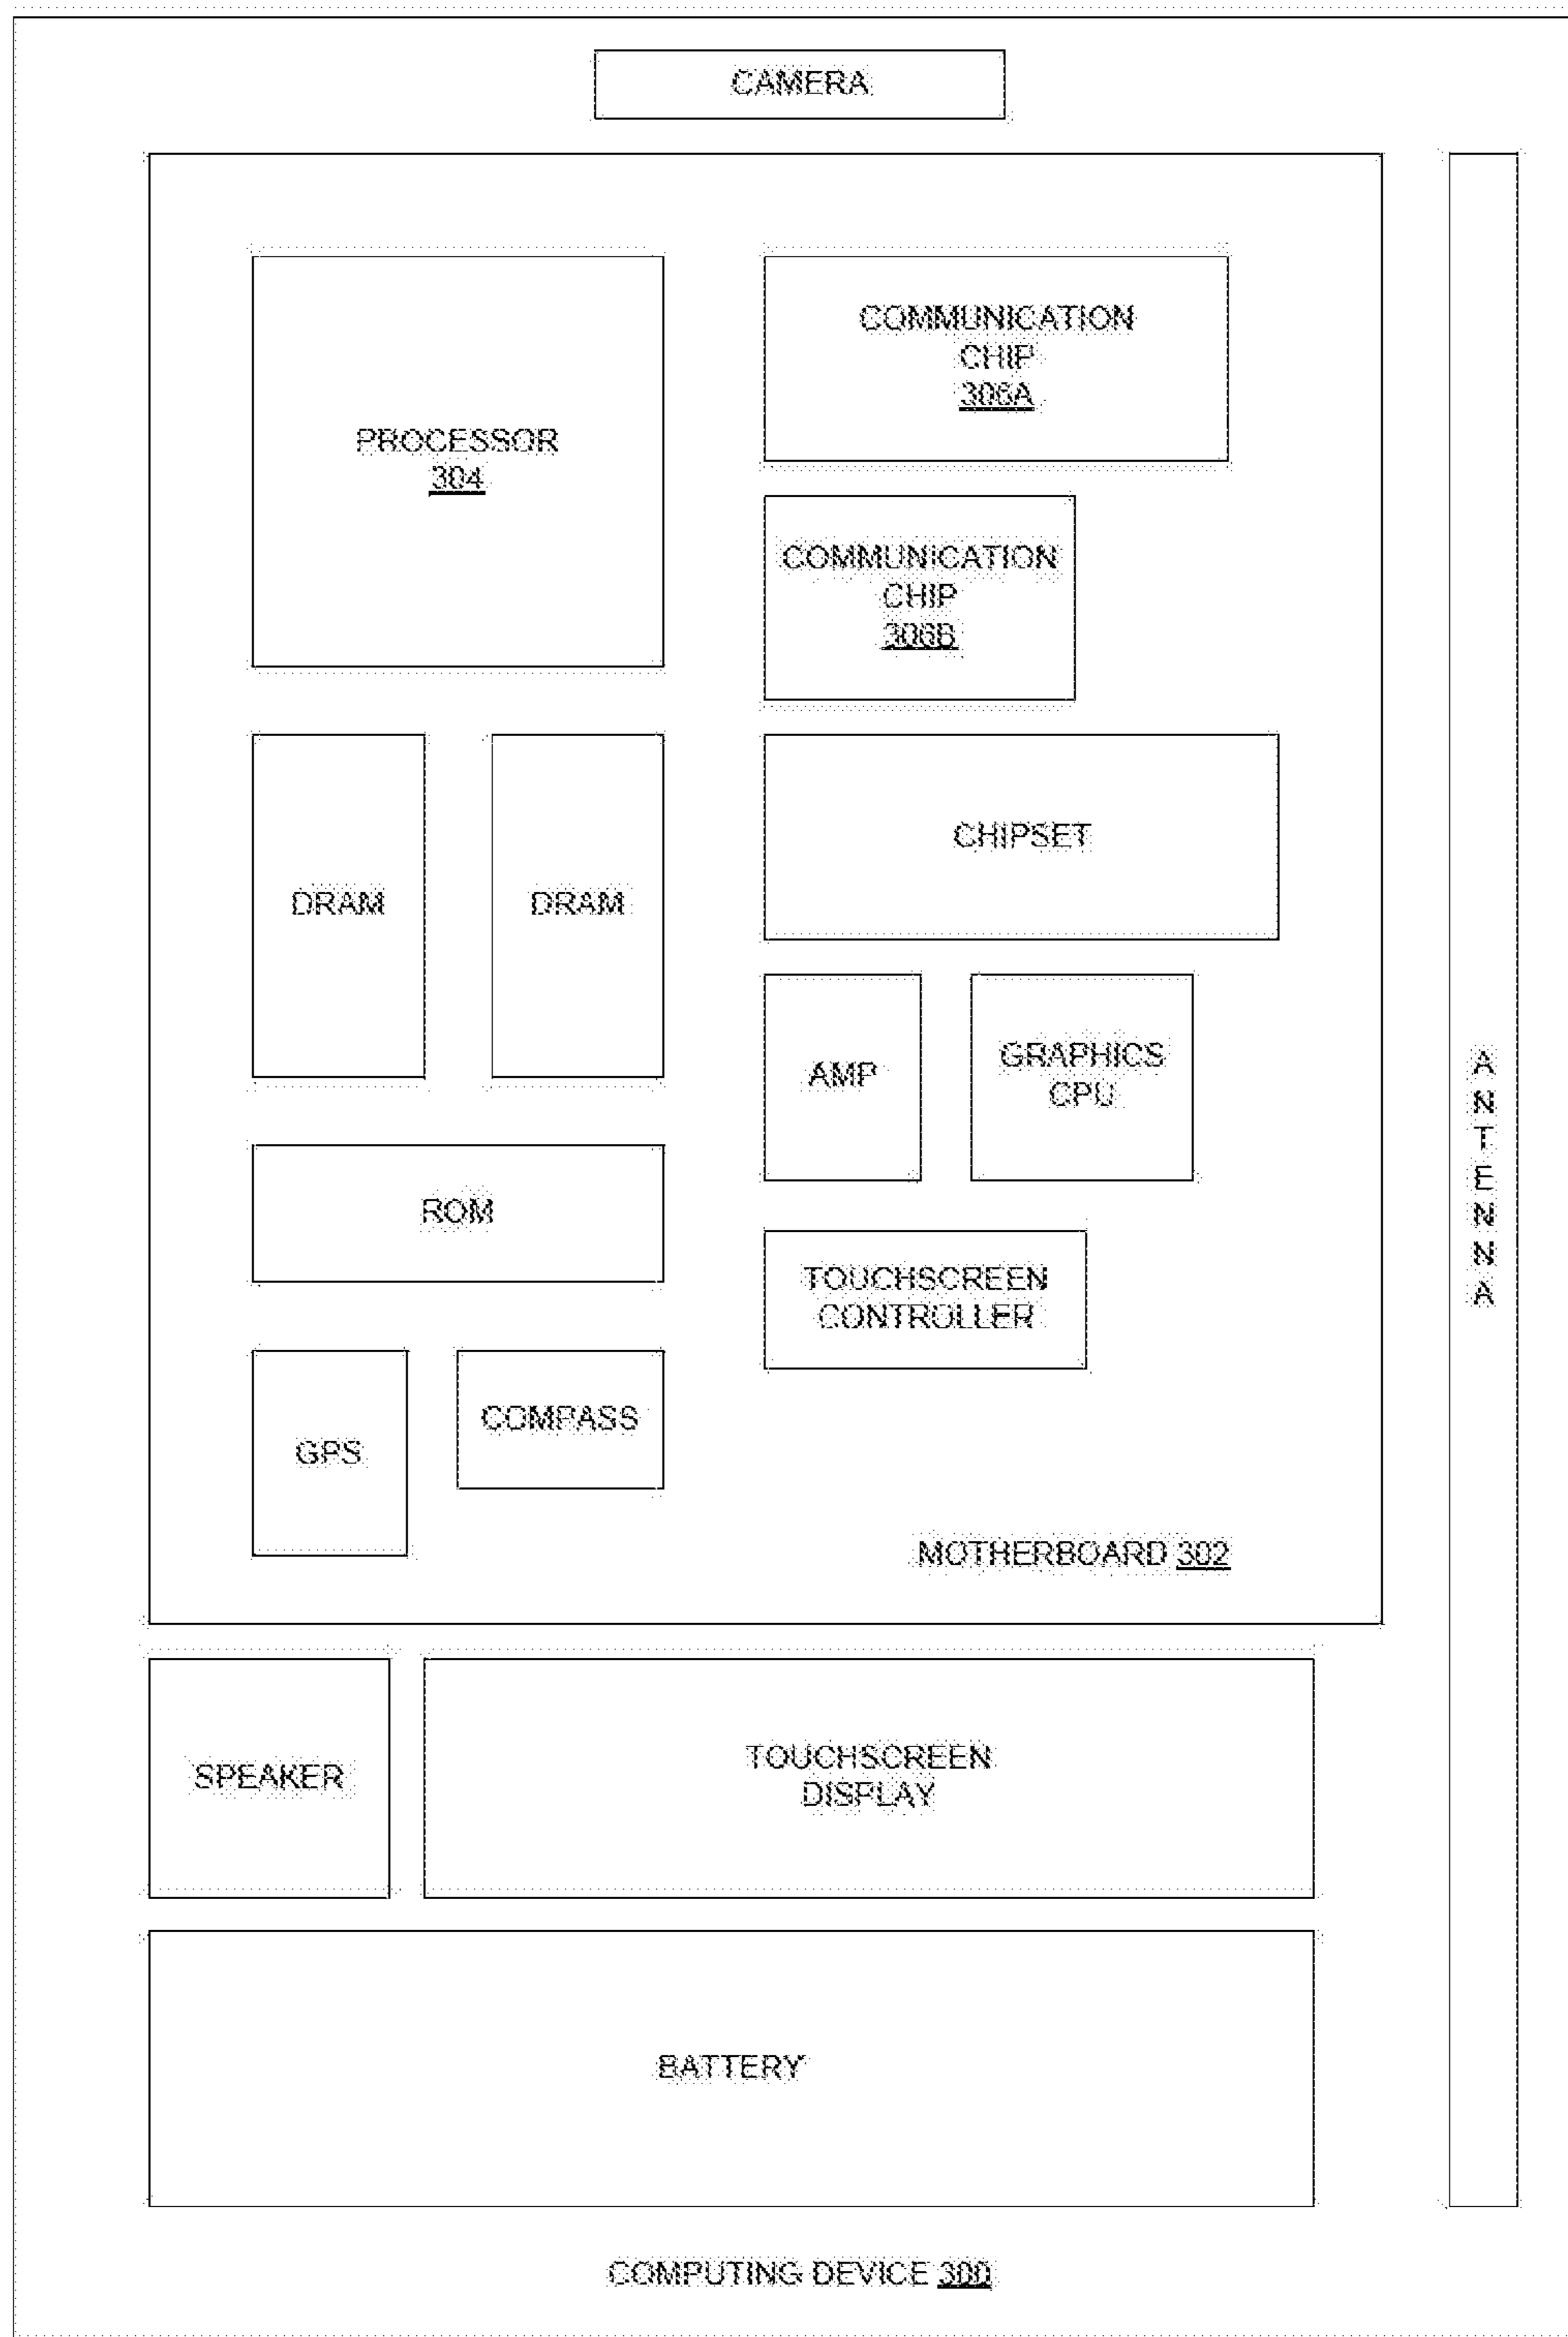 CAMERA
PROCESSOR
304
COMMUNICATION
CHIP
306A
COMMUNICATION
CHIP
306B
DRAM
DRAM
CHIPSET
AMP
GRAPHICS
CPU
ROM
TOUCHSCREEN
CONTROLLER
GPS
COMPASS
MOTHERBOARD 302
ANTENNA
SPEAKER
TOUCHSCREEN
DISPLAY
BATTERY
COMPUTING DEVICE 300